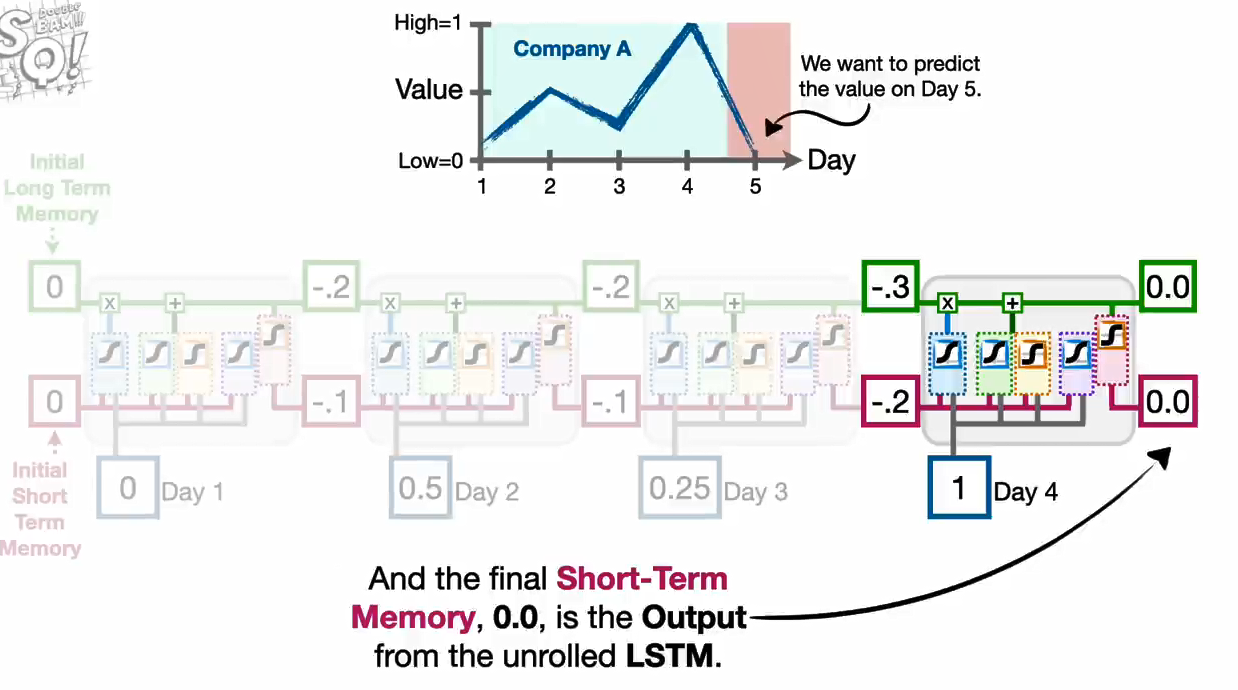 DOUBLE
BAM!!!
SQ!
High=1
Company A
Value
We want to predict
the value on Day 5.
Low=0
Day
1 2 3 4 5
Initial
Long Term
Memory
0 -.2 -.2 -.3 0.0
x + x + x + x +
0 -.1 -.1 -.2 0.0
Initial
Short
Term
Memory
0 Day 1 0.5 Day 2 0.25 Day 3 1 Day 4
And the final Short-Term
Memory, 0.0, is the Output
from the unrolled LSTM.